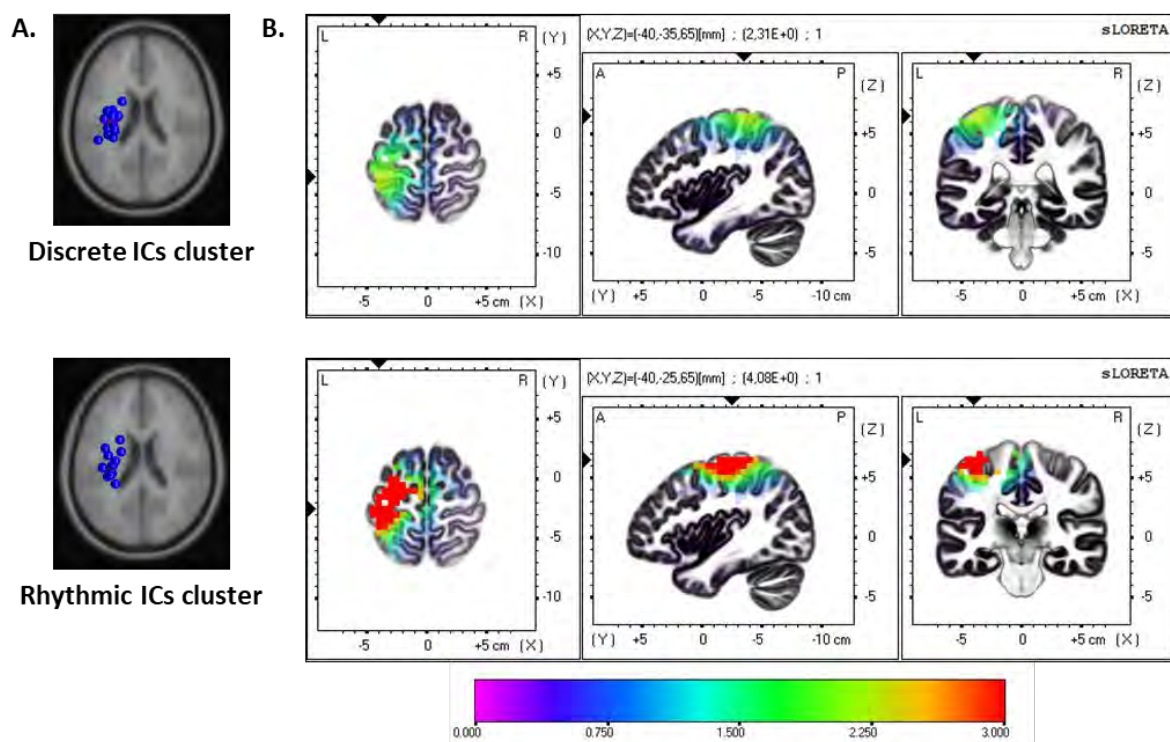 A.
B.
Discrete ICs cluster
L R (Y)
+5
0
-5
-10
-5 0 +5 cm (X)
(X,Y,Z)=(-40,-35,65)[mm] ; (2,31E+0) ; 1
sLORETA
A P (Z)
+5
0
-5
(Y) +5 0 -5 -10 cm
L R (Z)
+5
0
-5
-5 0 +5 cm (X)
Rhythmic ICs cluster
L R (Y)
+5
0
-5
-10
-5 0 +5 cm (X)
(X,Y,Z)=(-40,-25,65)[mm] ; (4,08E+0) ; 1
sLORETA
A P (Z)
+5
0
-5
(Y) +5 0 -5 -10 cm
L R (Z)
+5
0
-5
-5 0 +5 cm (X)
0.000 0.750 1.500 2.250 3.000